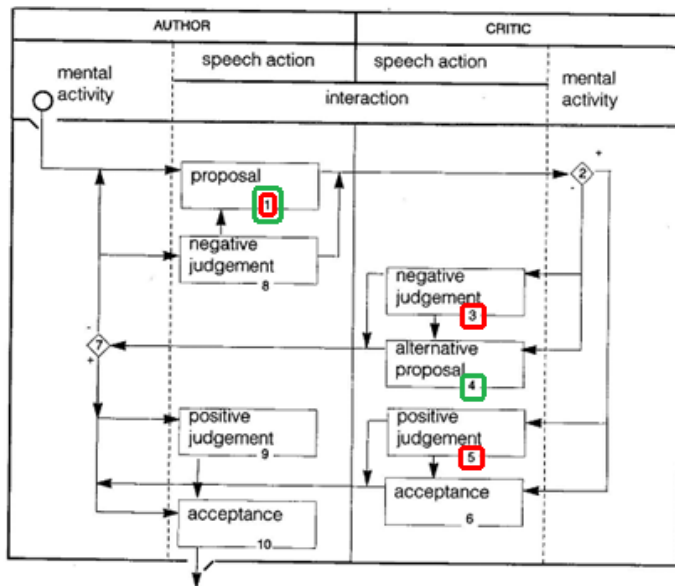 AUTHOR
CRITIC
speech action
speech action
mental
activity
mental
activity
interaction
proposal
1
2
+
-
negative
judgement
8
negative
judgement
3
-
7
+
alternative
proposal
4
positive
judgement
9
positive
judgement
5
acceptance
6
acceptance
10